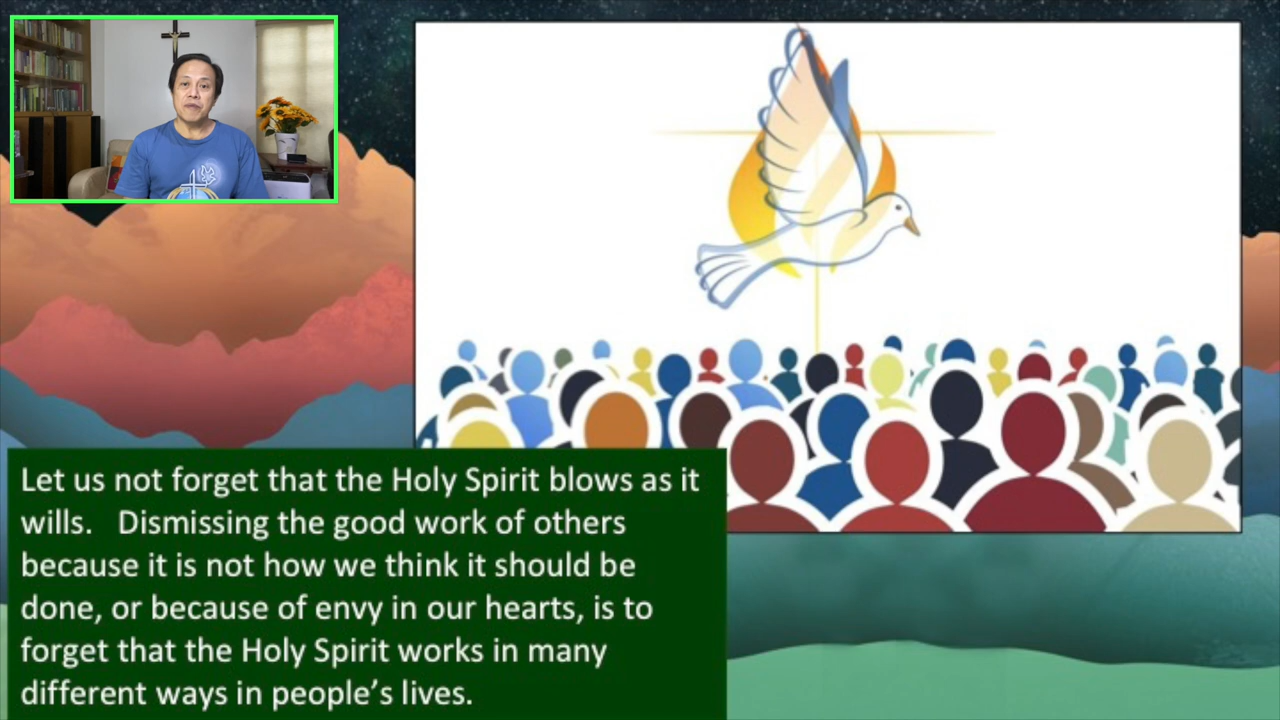 Let us not forget that the Holy Spirit blows as it
wills.   Dismissing the good work of others
because it is not how we think it should be
done, or because of envy in our hearts, is to
forget that the Holy Spirit works in many
different ways in people’s lives.